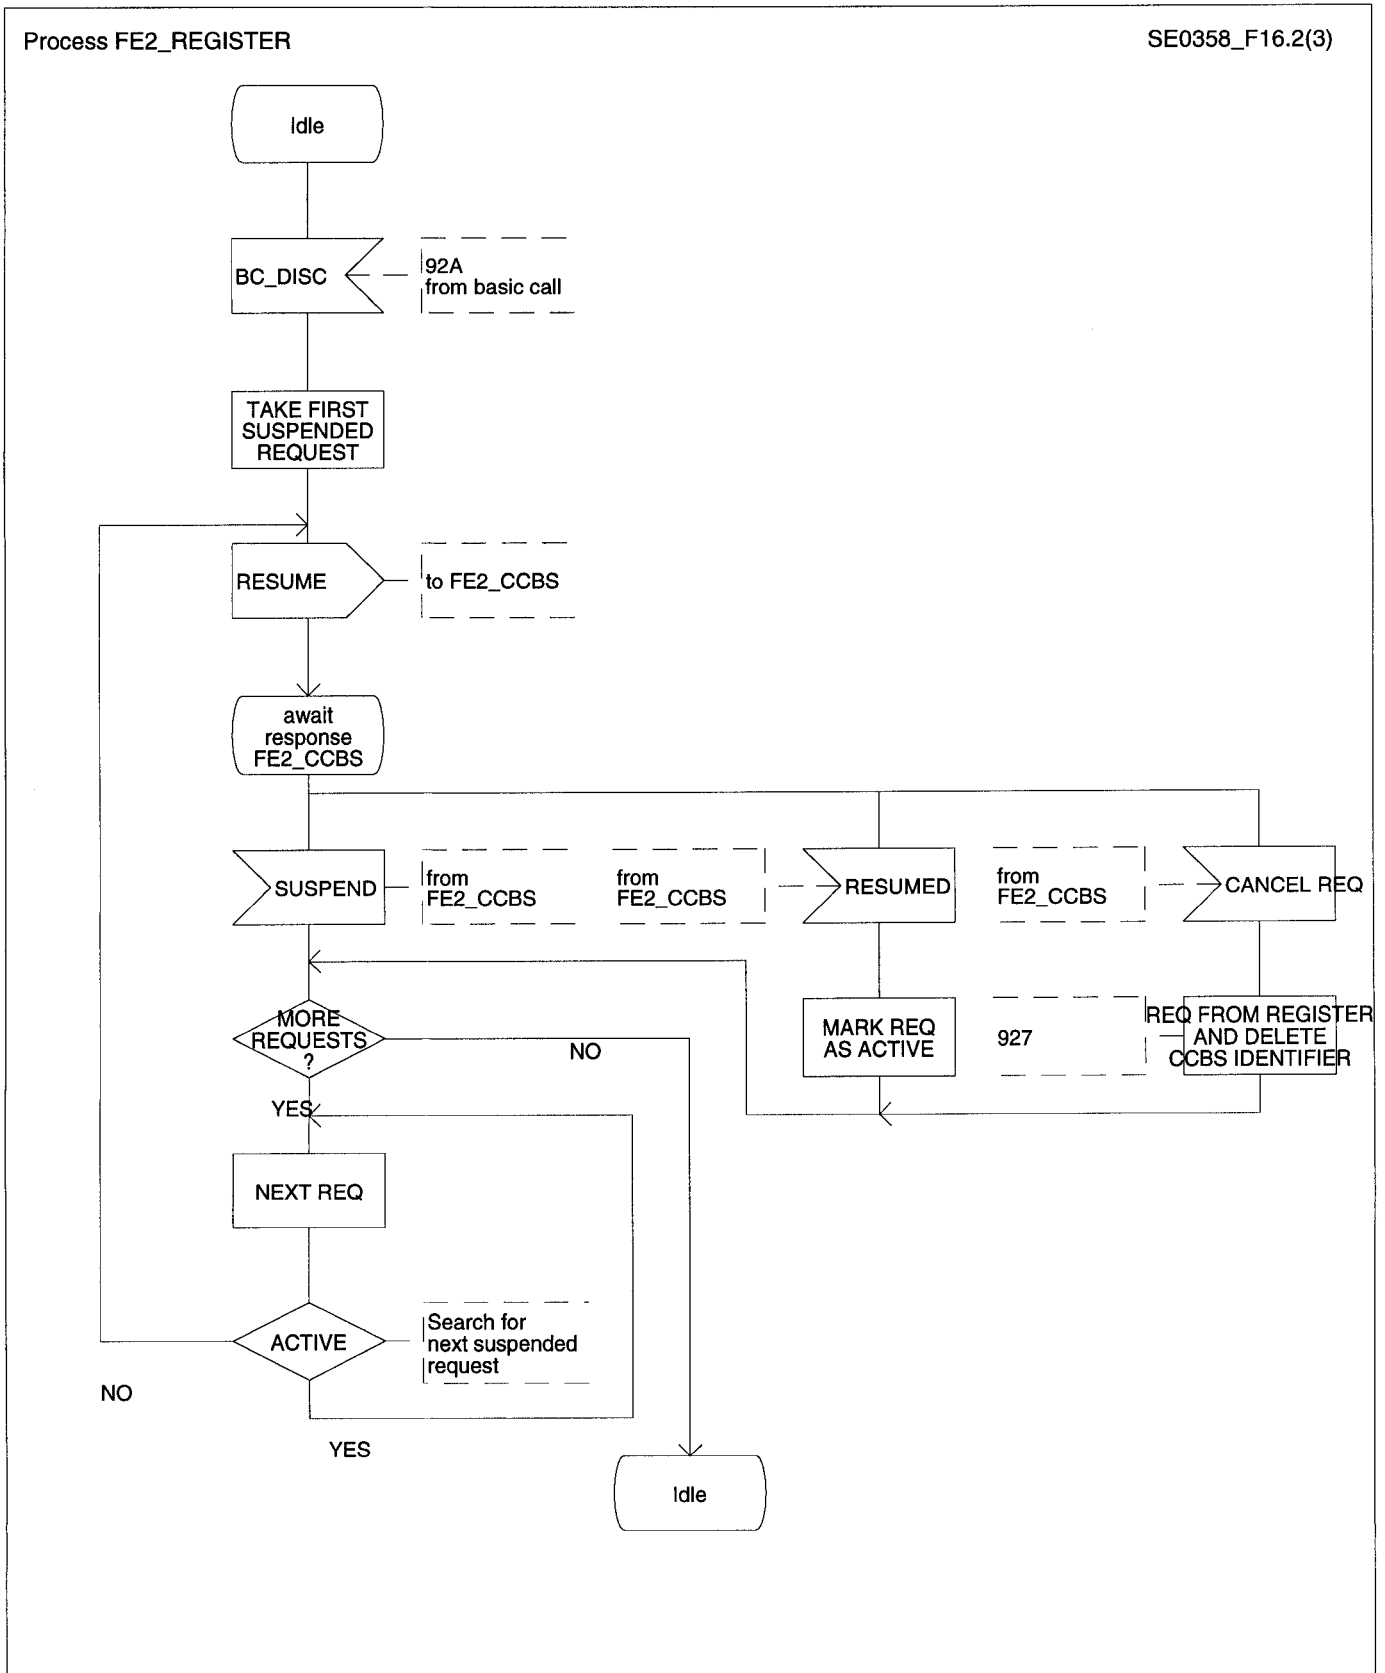 Process FE2_REGISTER
SE0358_F16.2(3)
Idle
BC_DISC
92A
from basic call
TAKE FIRST
SUSPENDED
REQUEST
RESUME
to FE2_CCBS
await
response
FE2_CCBS
SUSPEND
from
FE2_CCBS
from
FE2_CCBS
RESUMED
from
FE2_CCBS
CANCEL REQ
MORE
REQUESTS
?
NO
MARK REQ
AS ACTIVE
927
REQ FROM REGISTER
AND DELETE
CCBS IDENTIFIER
YES
NEXT REQ
ACTIVE
Search for
next suspended
request
NO
YES
Idle